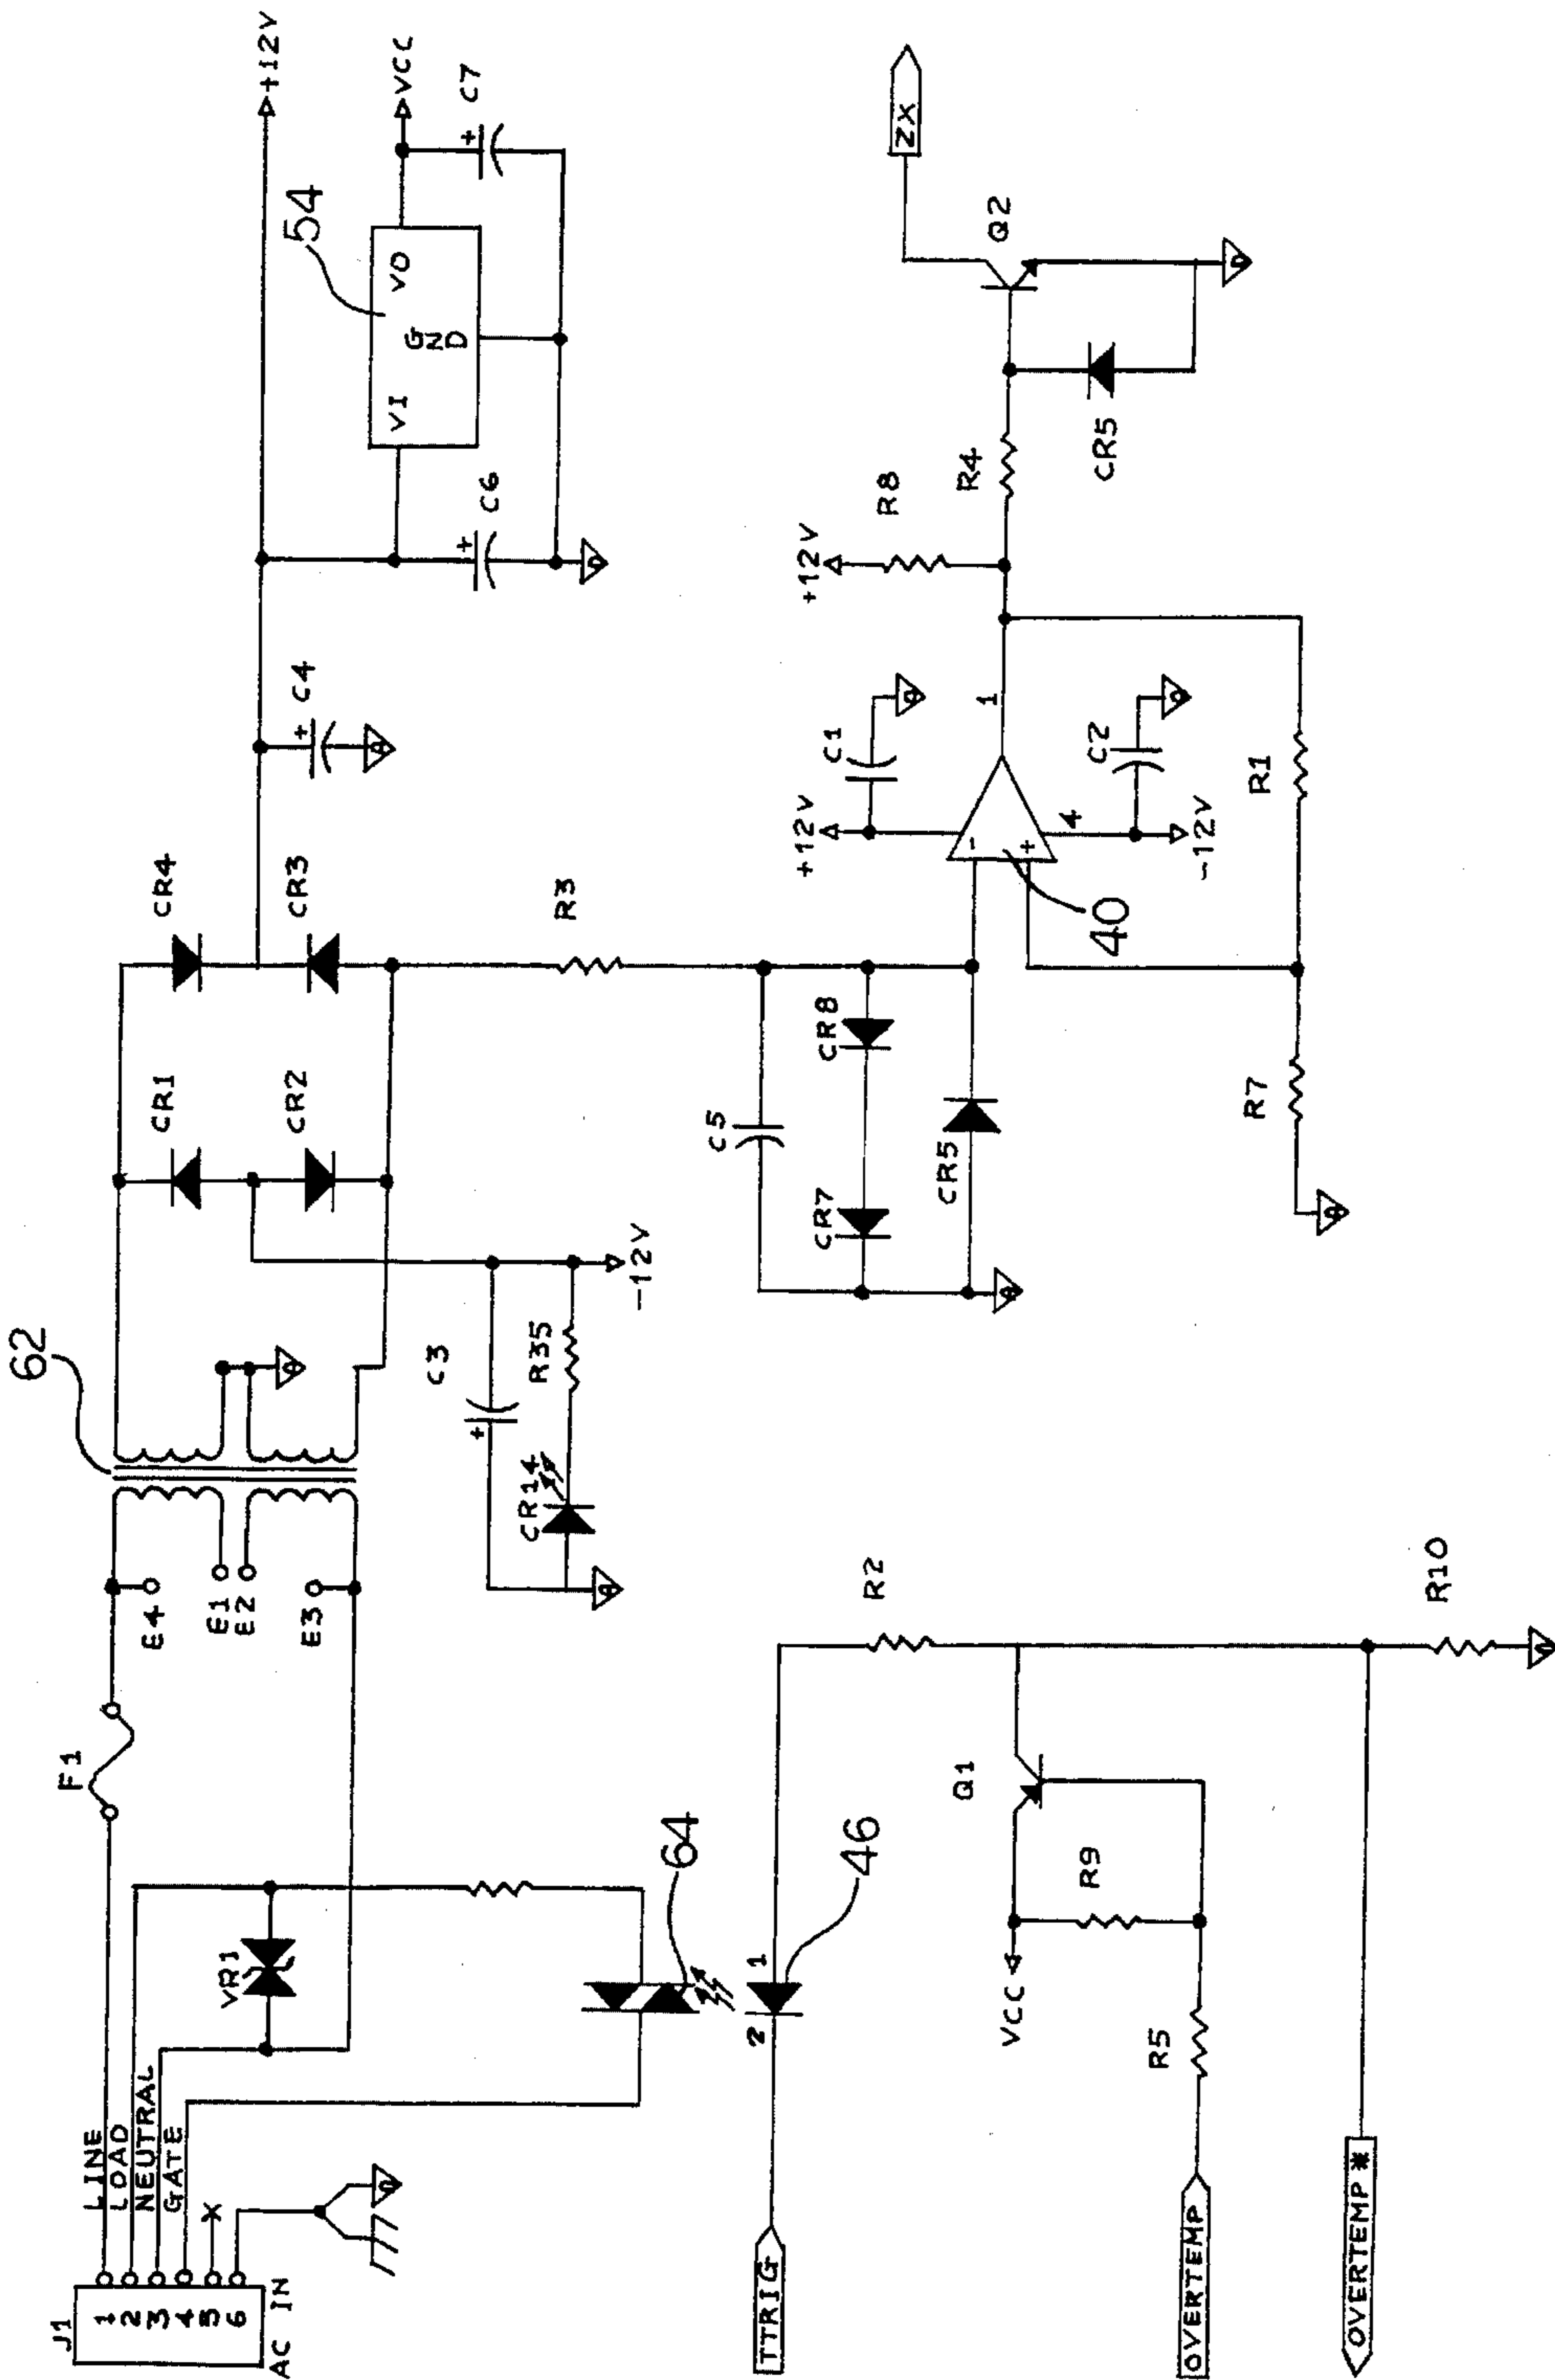 62
F1
E4
E1
E2
E3
CR1
CR2
CR4
CR3
+12V
VCC
54
VI
VO
GND
C4
C6
+
C7
+
+
J1
1
2
3
4
5
6
AC IN
LINE
LOAD
NEUTRAL
GATE
X
VR1
64
C3
+
R35
CR14
-12V
R3
C5
CR8
CR7
CR5
+12V
C1
-
+
40
4
1
C2
-12V
+12V
R8
R4
CR5
Q2
ZX
R1
R7
TTRIG
2
1
46
R2
Q1
VCC
R9
R5
OVERTEMP
OVERTEMP*
R10